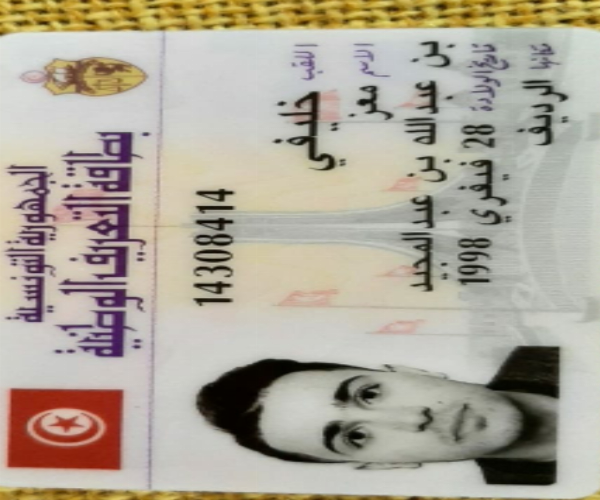 الجمهورية التونسية
بطاقة التعريف الوطنية
14308414
اللقب خليفي
الاسم معز
بن عبد الله بن عبد المجيد
تاريخ الولادة 28 فيفري 1998
مكانها الرديف